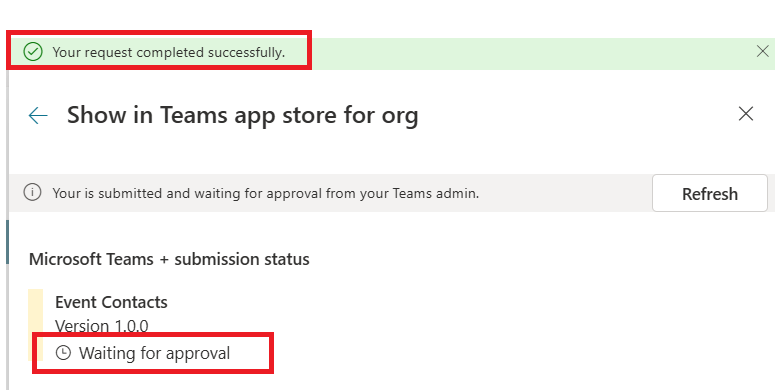 Your request completed successfully.
Show in Teams app store for org
Your is submitted and waiting for approval from your Teams admin.
Refresh
Microsoft Teams + submission status
Event Contacts
Version 1.0.0
Waiting for approval